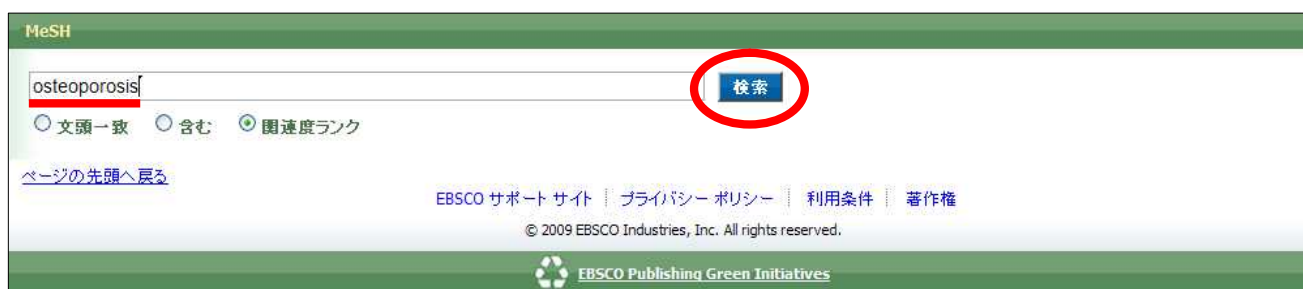 MeSH
osteoporosis
検索
文頭一致 含む 関連度ランク
ページの先頭へ戻る
EBSCO サポート サイト | プライバシー ポリシー | 利用条件 | 著作権
© 2009 EBSCO Industries, Inc. All rights reserved.
EBSCO Publishing Green Initiatives